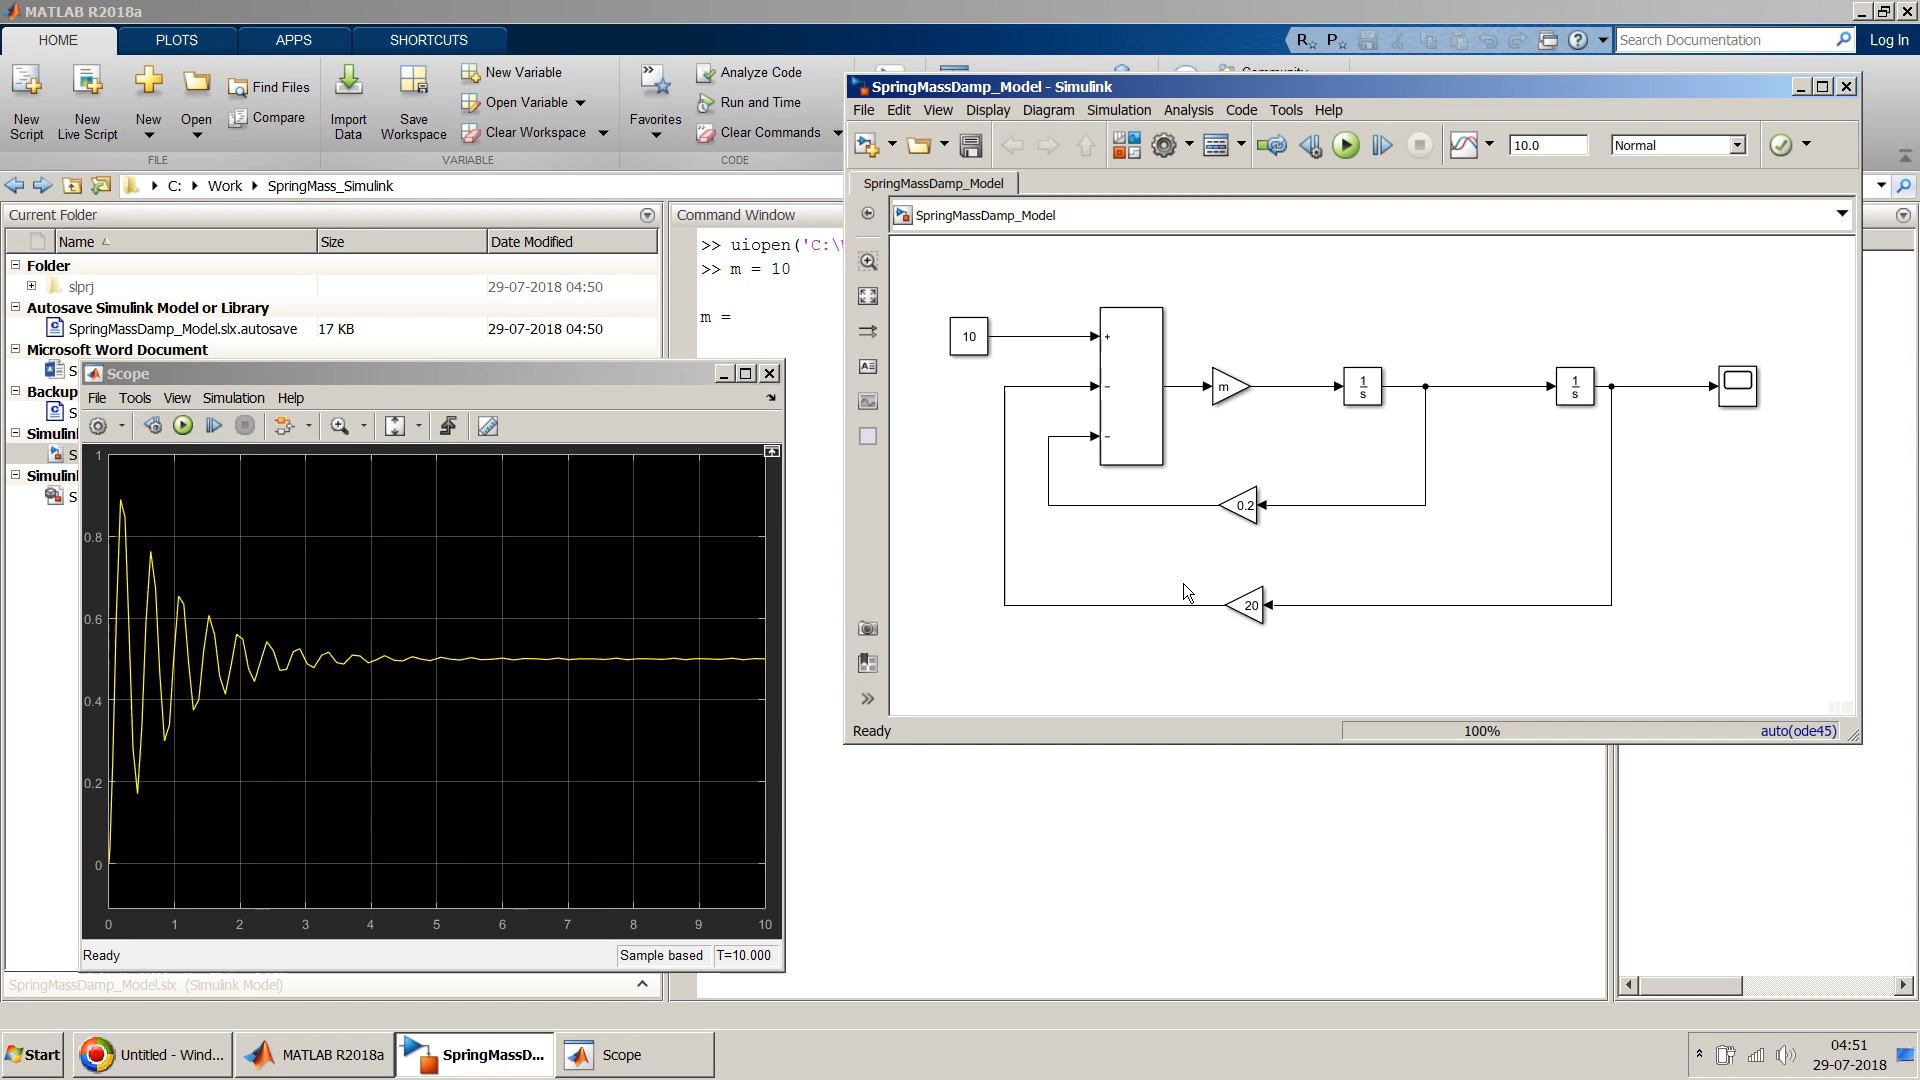 MATLAB R2018a
HOME
PLOTS
APPS
SHORTCUTS
Search Documentation
Log In
New Script
New Live Script
New
Open
Find Files
Compare
Import Data
Save Workspace
New Variable
Open Variable
Clear Workspace
Favorites
Analyze Code
Run and Time
Clear Commands
Community
FILE
VARIABLE
CODE
C:
Work
SpringMass_Simulink
Current Folder
Name
Size
Date Modified
Folder
slprj
29-07-2018 04:50
Autosave Simulink Model or Library
SpringMassDamp_Model.slx.autosave
17 KB
29-07-2018 04:50
Microsoft Word Document
S
Backup
S
Simulin
S
Simulin
S
SpringMassDamp_Model.slx (Simulink Model)
Command Window
>> uiopen('C:\
>> m = 10
m =
Scope
File
Tools
View
Simulation
Help
1
0.8
0.6
0.4
0.2
0
0 1 2 3 4 5 6 7 8 9 10
Ready
Sample based
T=10.000
SpringMassDamp_Model - Simulink
File
Edit
View
Display
Diagram
Simulation
Analysis
Code
Tools
Help
10.0
Normal
SpringMassDamp_Model
SpringMassDamp_Model
10
+
−
−
m
1
s
1
s
0.2
20
Ready
100%
auto(ode45)
Start
Untitled - Wind...
MATLAB R2018a
SpringMassD...
Scope
04:51
29-07-2018